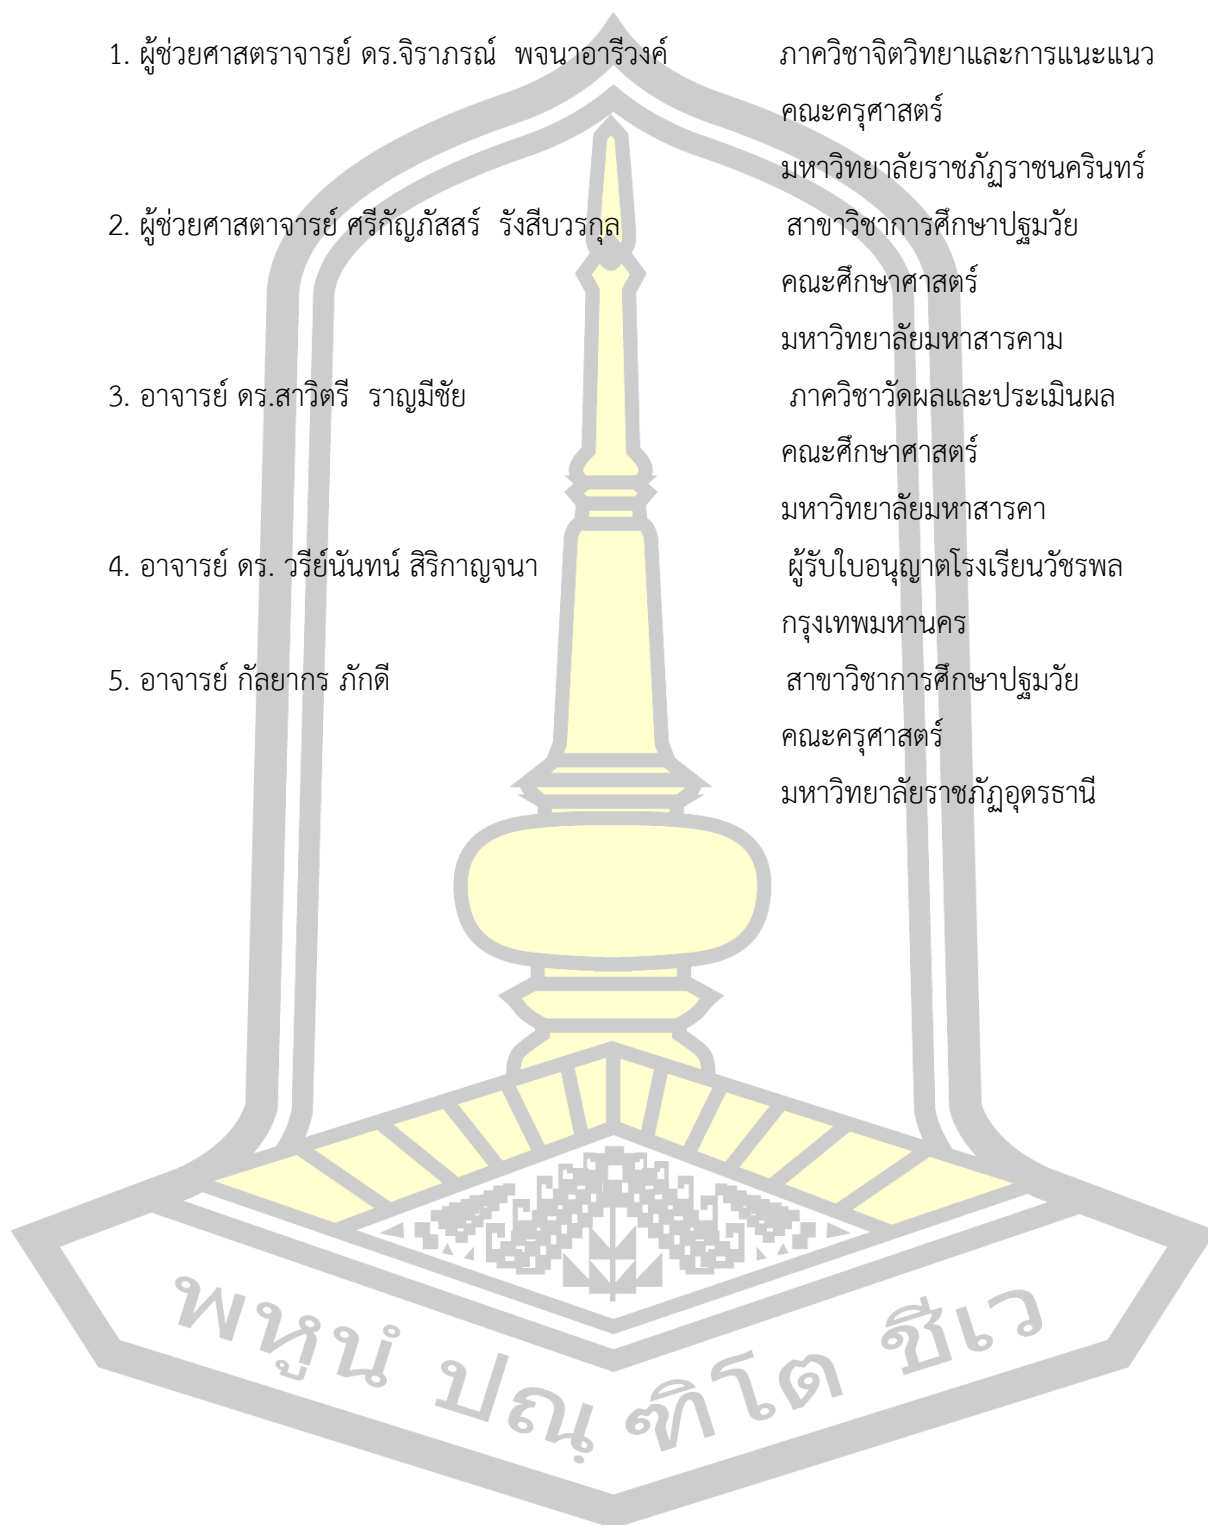 1. ผู้ช่วยศาสตราจารย์ ดร.จิราภรณ์ พจนาอารีวงค์ ภาควิชาจิตวิทยาและการแนะแนว
คณะครุศาสตร์
มหาวิทยาลัยราชภัฏราชนครินทร์
2. ผู้ช่วยศาสตาจารย์ ศรีกัญภัสสร์ รังสีบวรกุล สาขาวิชาการศึกษาปฐมวัย
คณะศึกษาศาสตร์
มหาวิทยาลัยมหาสารคาม
3. อาจารย์ ดร.สาวิตรี ราญมีชัย ภาควิชาวัดผลและประเมินผล
คณะศึกษาศาสตร์
มหาวิทยาลัยมหาสารคา
4. อาจารย์ ดร. วรีย์นันทน์ สิริกาญจนา ผู้รับใบอนุญาตโรงเรียนวัชรพล
กรุงเทพมหานคร
5. อาจารย์ กัลยากร ภักดี สาขาวิชาการศึกษาปฐมวัย
คณะครุศาสตร์
มหาวิทยาลัยราชภัฏอุดรธานี
พหูนํ ปณฺ ฑิโต ชีเว